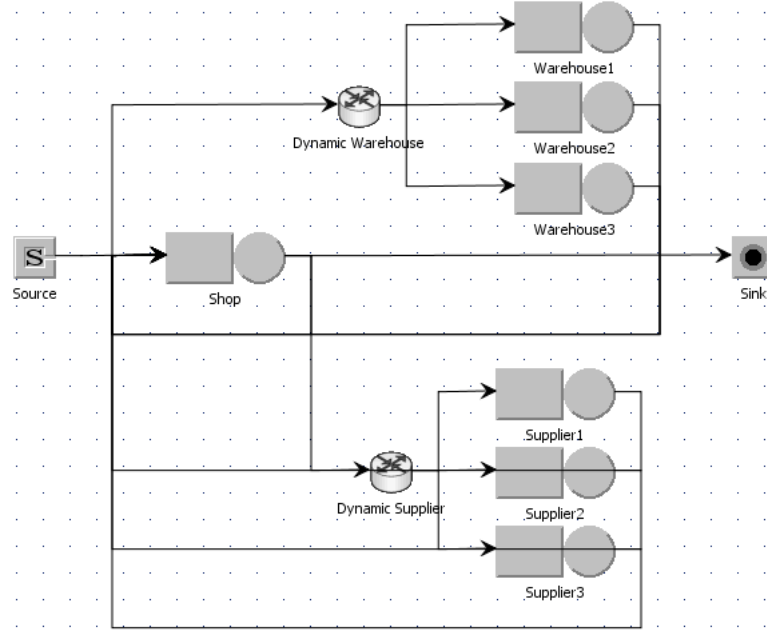 Warehouse1
Dynamic Warehouse
Warehouse2
Warehouse3
S
Source
Shop
Sink
Supplier1
Dynamic Supplier
Supplier2
Supplier3